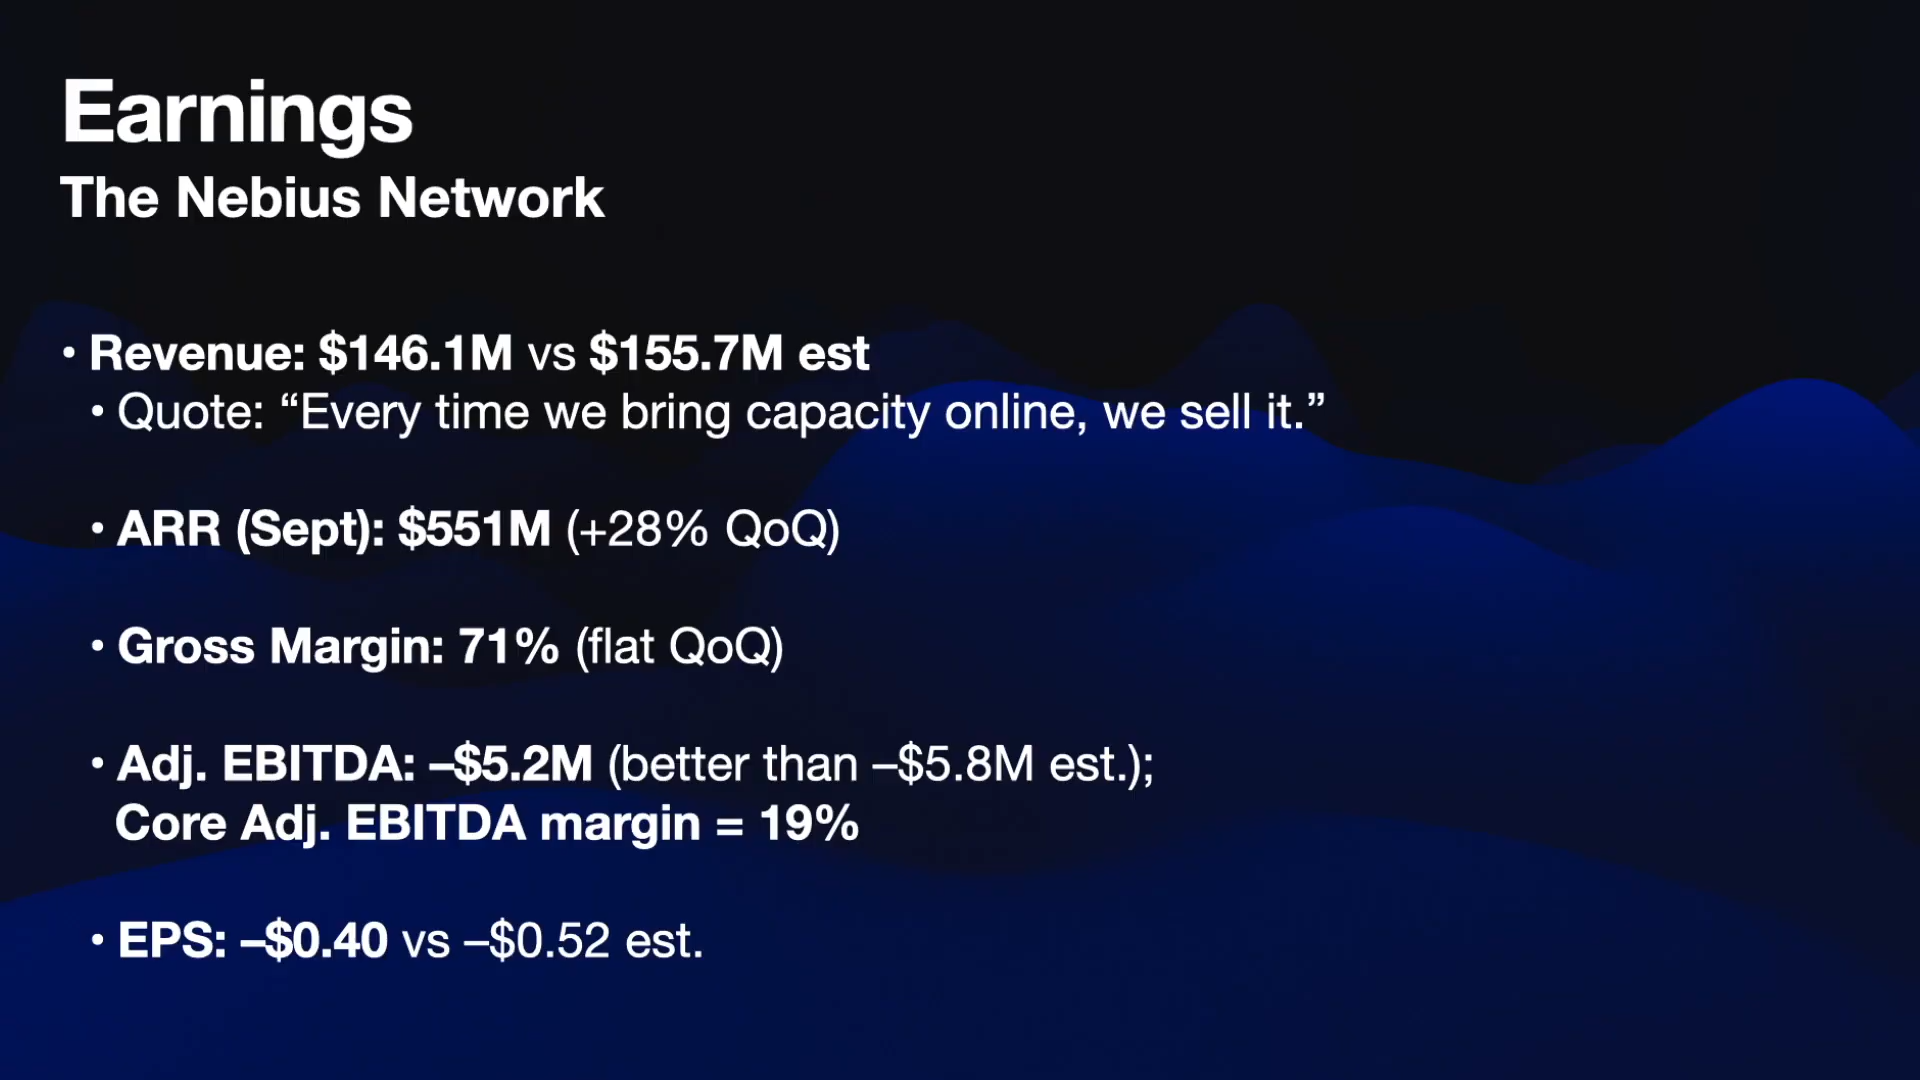 Earnings
The Nebius Network
• Revenue: $146.1M vs $155.7M est
• Quote: “Every time we bring capacity online, we sell it.”
• ARR (Sept): $551M (+28% QoQ)
• Gross Margin: 71% (flat QoQ)
• Adj. EBITDA: –$5.2M (better than –$5.8M est.);
Core Adj. EBITDA margin = 19%
• EPS: –$0.40 vs –$0.52 est.